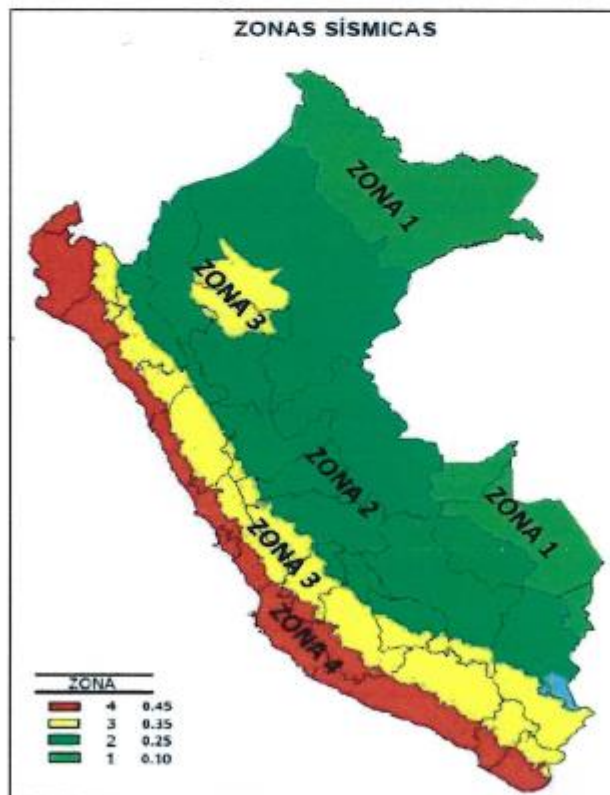 ZONAS SÍSMICAS
ZONA 1
ZONA 3
ZONA 2
ZONA 1
ZONA 3
ZONA 4
ZONA
4 0.45
3 0.35
2 0.25
1 0.10